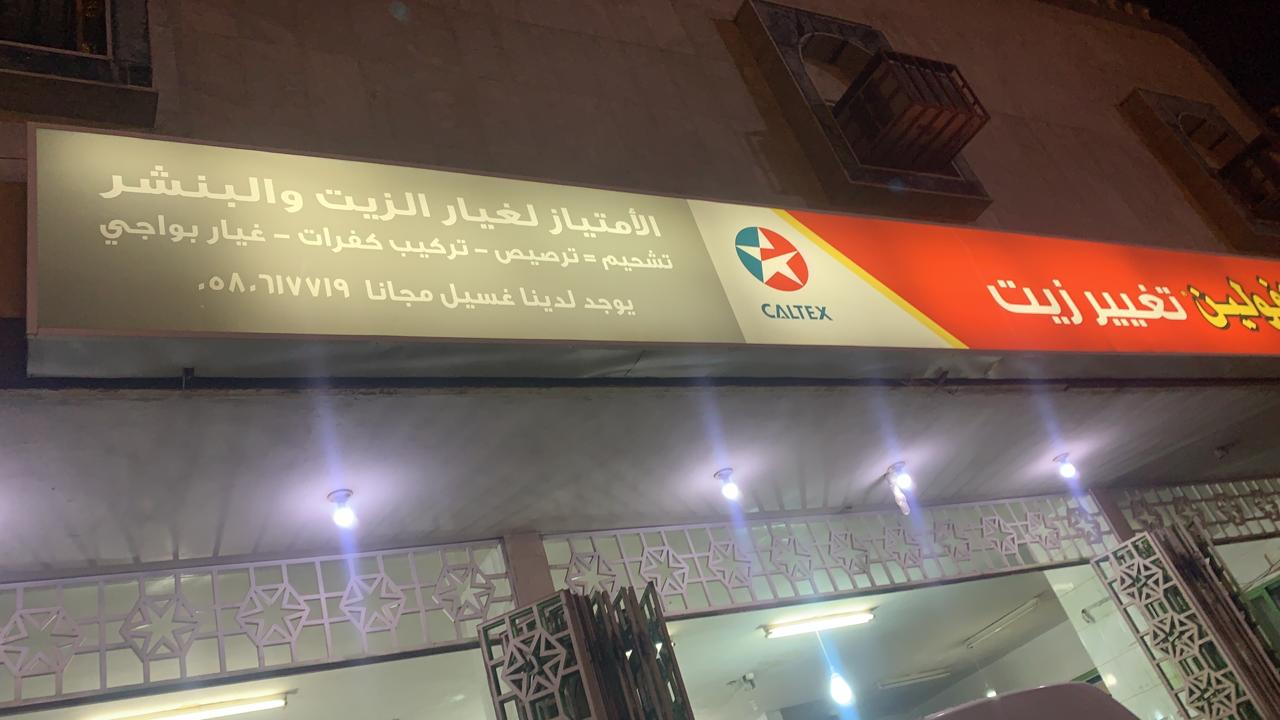 الأمتياز لغيار الزيت والبنشر
تشحيم = ترصيص - تركيب كفرات - غيار بواجي
يوجد لدينا غسيل مجانا ٠٥٨٠٦١٧٧١٩
CALTEX
تغيير زيت